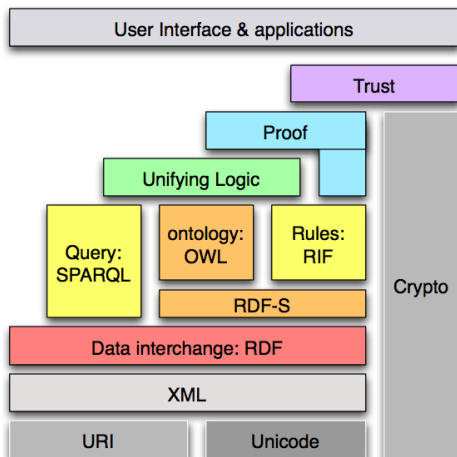 User Interface & applications
Trust
Proof
Unifying Logic
Query:
SPARQL
ontology:
OWL
Rules:
RIF
Crypto
RDF-S
Data interchange: RDF
XML
URI
Unicode